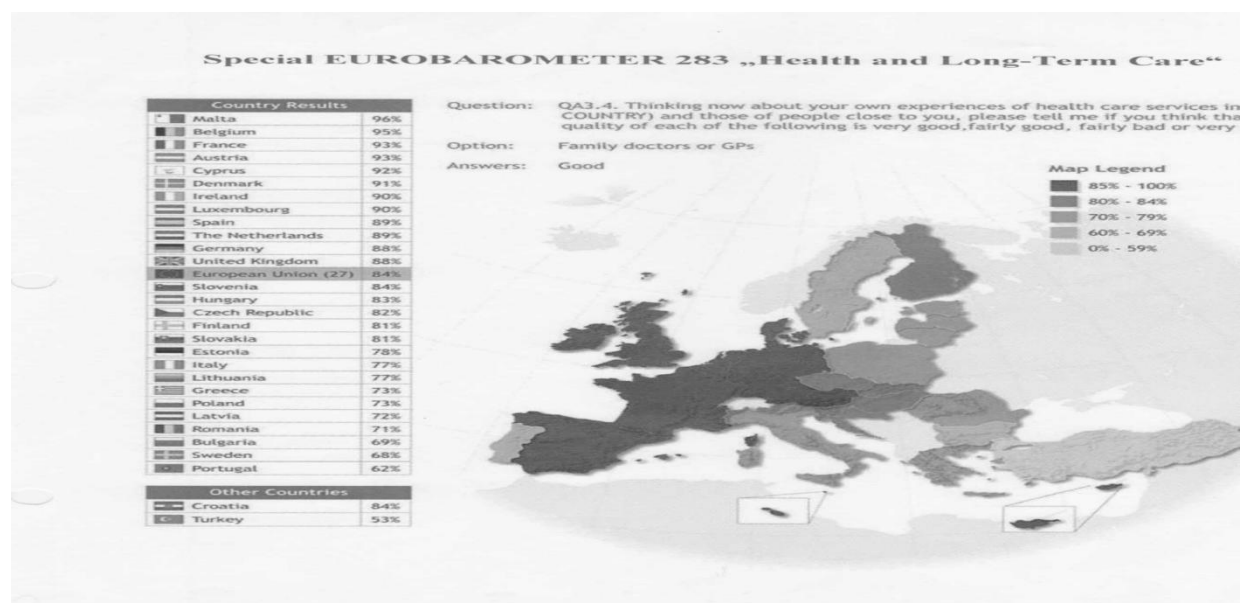 Special EUROBAROMETER 283 „Health and Long-Term Care“
Country Results
Malta 96%
Belgium 95%
France 93%
Austria 93%
Cyprus 92%
Denmark 91%
Ireland 90%
Luxembourg 90%
Spain 89%
The Netherlands 89%
Germany 88%
United Kingdom 88%
European Union (27) 84%
Slovenia 84%
Hungary 83%
Czech Republic 82%
Finland 81%
Slovakia 81%
Estonia 78%
Italy 77%
Lithuania 77%
Greece 73%
Poland 73%
Latvia 72%
Romania 71%
Bulgaria 69%
Sweden 68%
Portugal 62%
Other Countries
Croatia 84%
Turkey 53%
Question: QA3.4. Thinking now about your own experiences of health care services in
COUNTRY) and those of people close to you, please tell me if you think tha
quality of each of the following is very good,fairly good, fairly bad or very
Option: Family doctors or GPs
Answers: Good
Map Legend
85% - 100%
80% - 84%
70% - 79%
60% - 69%
0% - 59%